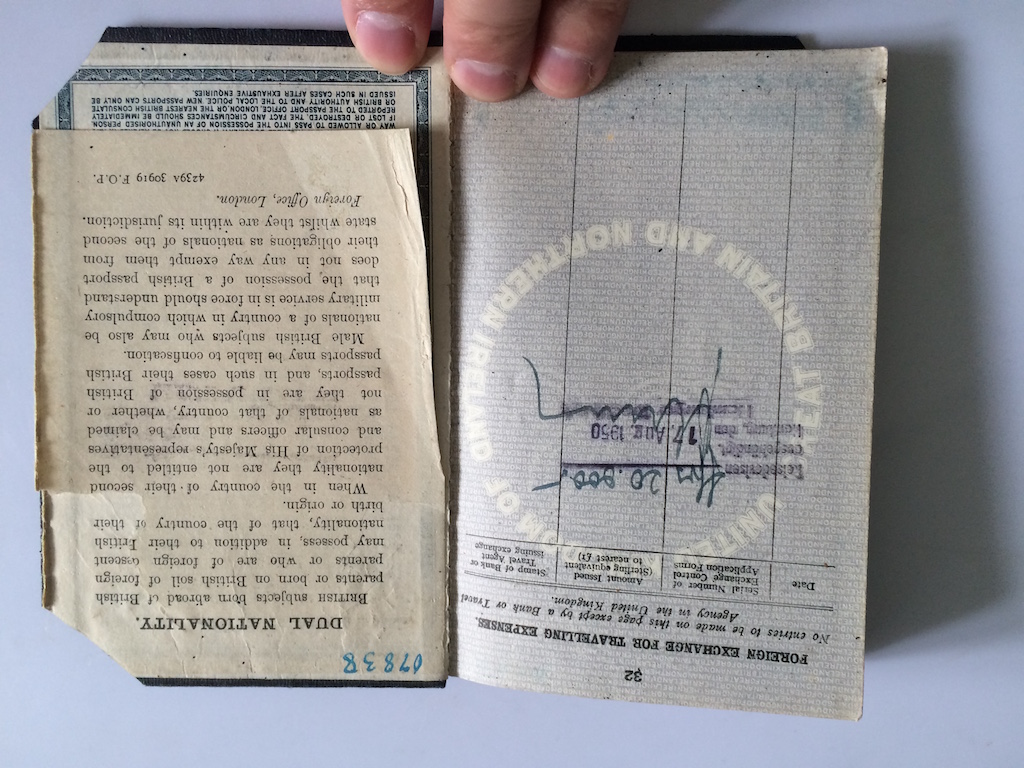 07838
DUAL NATIONALITY.
BRITISH subjects born abroad of British
parents or born on British soil of foreign
parents or who are of foreign descent
may possess, in addition to their British
nationality, that of the country of their
birth or origin.
When in the country of their second
nationality they are not entitled to the
protection of His Majesty's representatives
and consular officers and may be claimed
as nationals of that country, whether or
not they are in possession of British
passports, and in such cases their British
passports may be liable to confiscation.
Male British subjects who may also be
nationals of a country in which compulsory
military service is in force should understand
that the possession of a British passport
does not in any way exempt them from
their obligations as nationals of the second
state whilst they are within its jurisdiction.
Foreign Office, London.
4239A 30919 F.O.P.
IF LOST OR DESTROYED, THE FACT AND CIRCUMSTANCES SHOULD BE IMMEDIATELY
REPORTED TO THE PASSPORT OFFICE, LONDON, OR THE NEAREST BRITISH CONSULATE
OR BRITISH AUTHORITY AND TO THE LOCAL POLICE. NEW PASSPORTS CAN ONLY BE
ISSUED IN SUCH CASES AFTER EXHAUSTIVE ENQUIRIES.
32
FOREIGN EXCHANGE FOR TRAVELLING EXPENSES.
No entries to be made on this page except by a Bank or Travel
Agency in the United Kingdom.
Date
Serial Number of
Exchange Control
Application Forms
Amount Issued
(Sterling equivalent
to nearest £1)
Stamp of Bank or
Travel Agent
issuing exchange
20.000.-
17. Aug. 1950
UNITED KINGDOM OF GREAT BRITAIN AND NORTHERN IRELAND